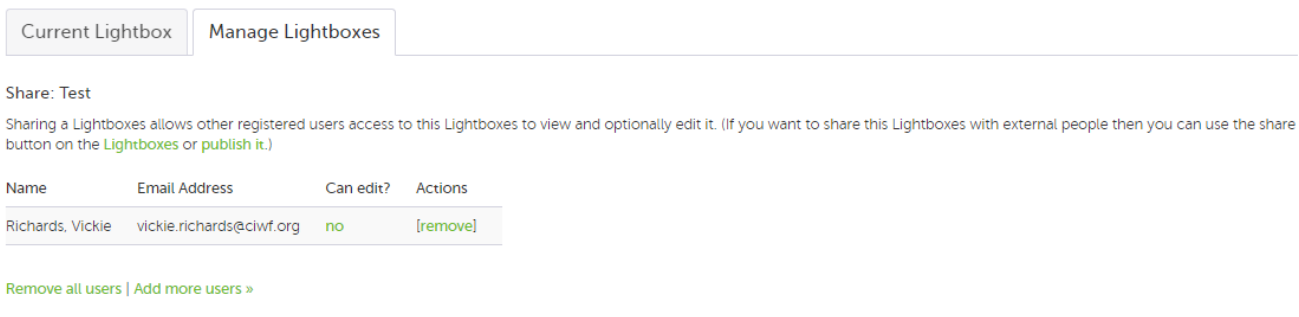 Current Lightbox Manage Lightboxes
Share: Test
Sharing a Lightboxes allows other registered users access to this Lightboxes to view and optionally edit it. (If you want to share this Lightboxes with external people then you can use the share
button on the Lightboxes or publish it.)
Name Email Address Can edit? Actions
Richards, Vickie vickie.richards@ciwf.org no [remove]
Remove all users | Add more users »